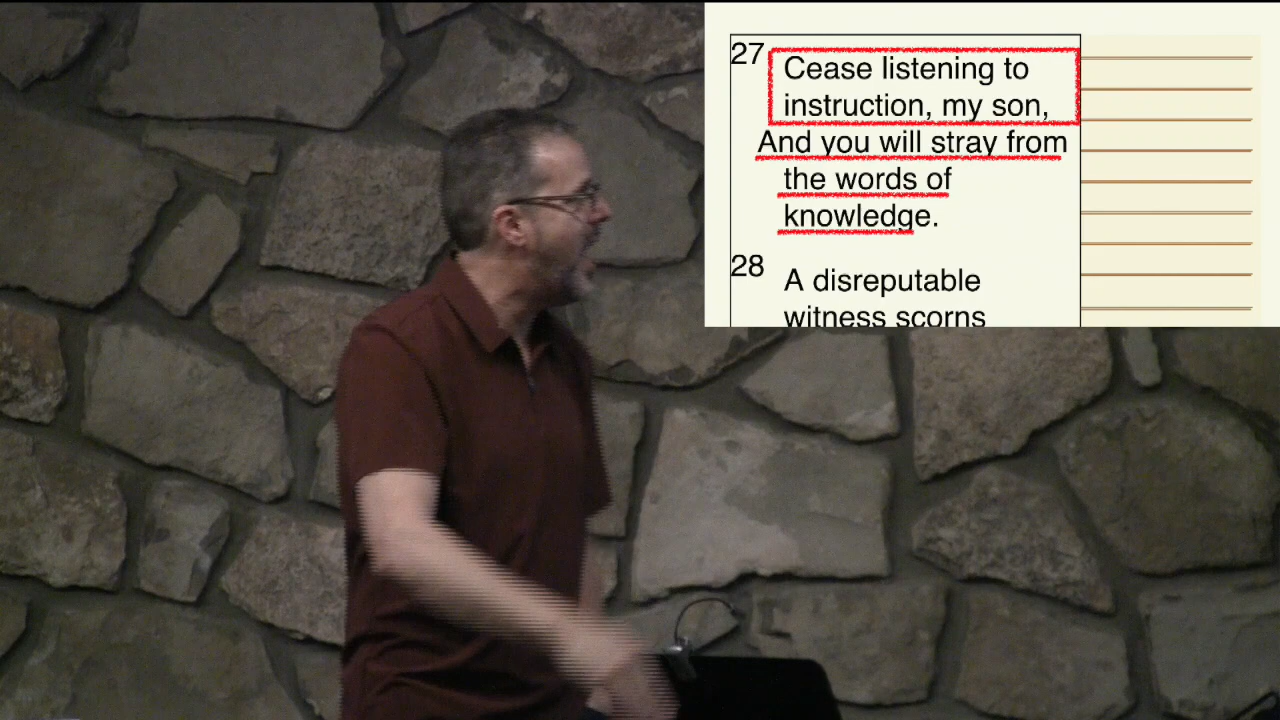 27 Cease listening to
instruction, my son,
And you will stray from
the words of
knowledge.
28 A disreputable
witness scorns